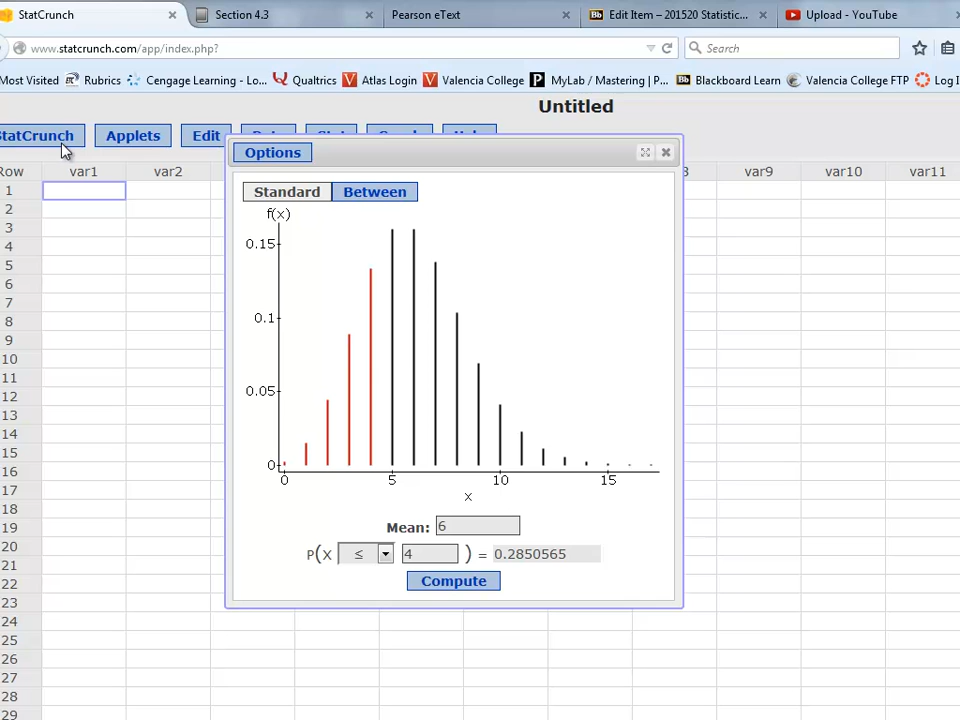 StatCrunch Section 4.3 Pearson eText Bb Edit Item – 201520 Statistic... Upload - YouTube
www.statcrunch.com/app/index.php? Search
Most Visited Rubrics Cengage Learning - Lo... Qualtrics Atlas Login Valencia College MyLab / Mastering | P... Bb Blackboard Learn Valencia College FTP Log I
Untitled
StatCrunch Applets Edit
Options
Row var1 var2 var9 var10 var11
Standard Between
f(x)
0.15
0.1
0.05
0
0 5 10 15
x
Mean: 6
P(X ≤ 4 ) = 0.2850565
Compute
1
2
3
4
5
6
7
8
9
10
11
12
13
14
15
16
17
18
19
20
21
22
23
24
25
26
27
28
29